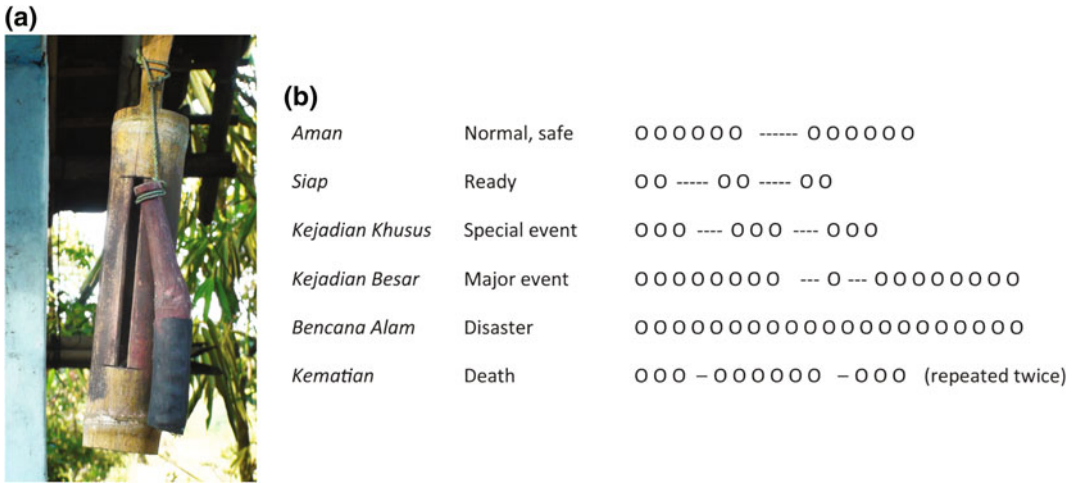 (a)
(b)
Aman Normal, safe O O O O O O ------ O O O O O O
Siap Ready O O ----- O O ----- O O
Kejadian Khusus Special event O O O ---- O O O ---- O O O
Kejadian Besar Major event O O O O O O O O --- O --- O O O O O O O O
Bencana Alam Disaster O O O O O O O O O O O O O O O O O O O O O
Kematian Death O O O – O O O O O O – O O O (repeated twice)